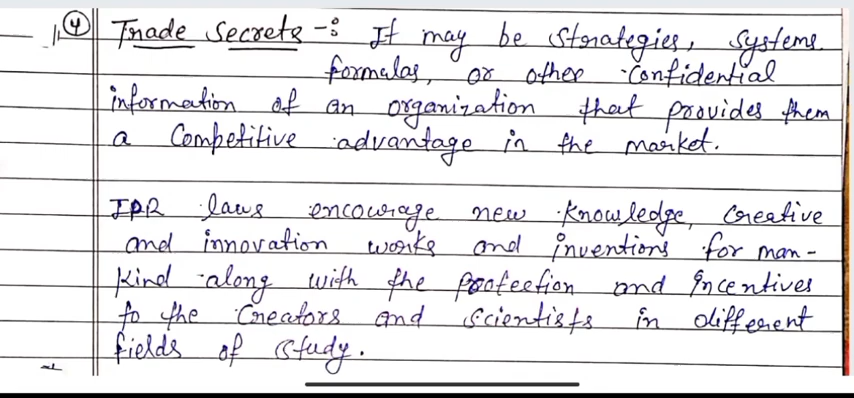 ④ Trade Secrets -: It may be Strategies, Systems.
formulas, or other Confidential
information of an organization that provides them
a Competitive advantage in the market.
IPR laws encourage new Knowledge, Creative
and innovation works and inventions for man-
kind along with the Protection and incentives
to the Creators and Scientists in different
fields of Study.